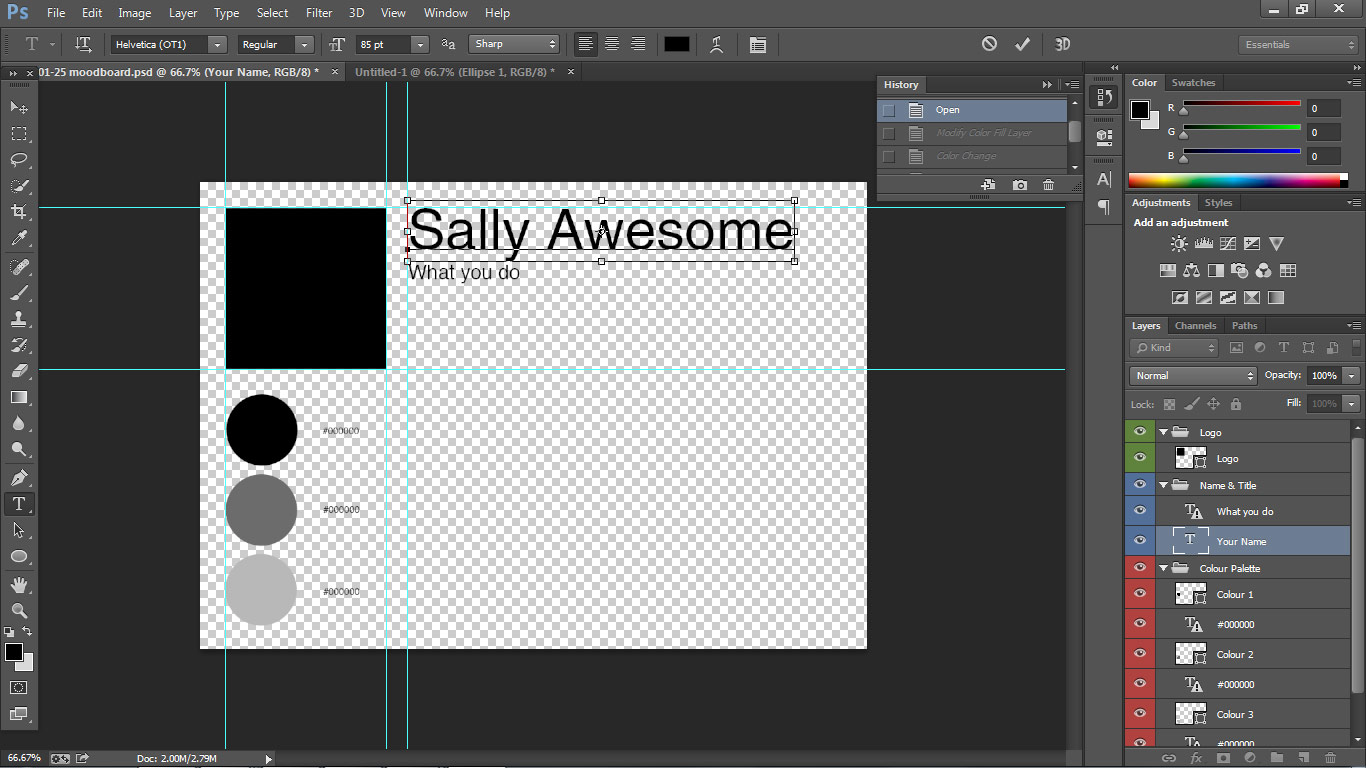 Ps File Edit Image Layer Type Select Filter 3D View Window Help
T Helvetica (OT1) Regular 85 pt aa Sharp 3D Essentials
01-25 moodboard.psd @ 66.7% (Your Name, RGB/8) * × Untitled-1 @ 66.7% (Ellipse 1, RGB/8) * ×
History
Open
Modify Color Fill Layer
Color Change
Color Swatches
R 0
G 0
B 0
Adjustments Styles
Add an adjustment
Sally Awesome
What you do
#000000
#000000
#000000
Layers Channels Paths
Kind
Normal Opacity: 100%
Lock: Fill: 100%
Logo
Logo
Name & Title
What you do
Your Name
Colour Palette
Colour 1
#000000
Colour 2
#000000
Colour 3
#000000
66.67% Doc: 2.00M/2.79M